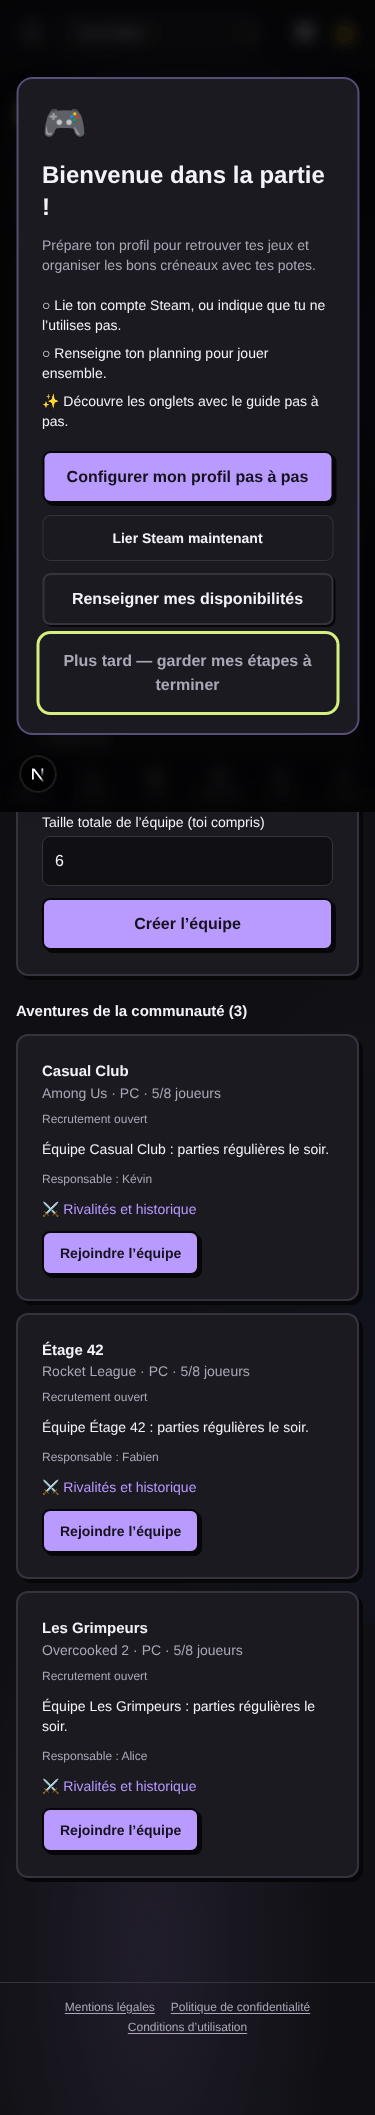 Bienvenue dans la partie
!
Prépare ton profil pour retrouver tes jeux et
organiser les bons créneaux avec tes potes.
○ Lie ton compte Steam, ou indique que tu ne
l’utilises pas.
○ Renseigne ton planning pour jouer
ensemble.
✨ Découvre les onglets avec le guide pas à
pas.
Configurer mon profil pas à pas
Lier Steam maintenant
Renseigner mes disponibilités
Plus tard — garder mes étapes à
terminer
N
Taille totale de l’équipe (toi compris)
6
Créer l’équipe
Aventures de la communauté (3)
Casual Club
Among Us · PC · 5/8 joueurs
Recrutement ouvert
Équipe Casual Club : parties régulières le soir.
Responsable : Kévin
⚔️ Rivalités et historique
Rejoindre l’équipe
Étage 42
Rocket League · PC · 5/8 joueurs
Recrutement ouvert
Équipe Étage 42 : parties régulières le soir.
Responsable : Fabien
⚔️ Rivalités et historique
Rejoindre l’équipe
Les Grimpeurs
Overcooked 2 · PC · 5/8 joueurs
Recrutement ouvert
Équipe Les Grimpeurs : parties régulières le
soir.
Responsable : Alice
⚔️ Rivalités et historique
Rejoindre l’équipe
Mentions légales Politique de confidentialité
Conditions d’utilisation